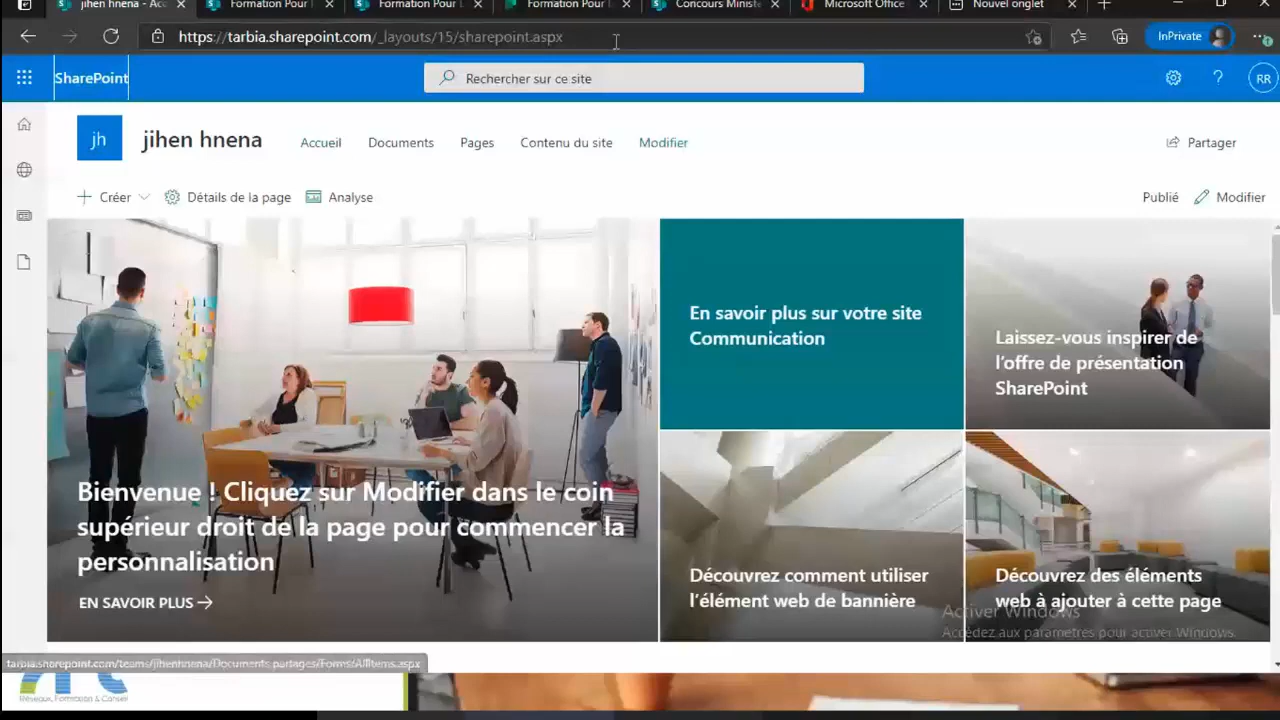 jihen hnena - Acc
Formation Pour l
Formation Pour l
Formation Pour l
Concours Ministè
Microsoft Office
Nouvel onglet
https://tarbia.sharepoint.com/_layouts/15/sharepoint.aspx
InPrivate
SharePoint
Rechercher sur ce site
?
RR
jh
jihen hnena
Accueil
Documents
Pages
Contenu du site
Modifier
Partager
Créer
Détails de la page
Analyse
Publié
Modifier
Bienvenue ! Cliquez sur Modifier dans le coin
supérieur droit de la page pour commencer la
personnalisation
EN SAVOIR PLUS
En savoir plus sur votre site
Communication
Laissez-vous inspirer de
l'offre de présentation
SharePoint
Découvrez comment utiliser
l'élément web de bannière
Découvrez des éléments
web à ajouter à cette page
Activer Windows
Accédez aux paramètres pour activer Windows.
tarbia.sharepoint.com/teams/jihenhnena/Documents partages/Forms/AllItems.aspx
Réseaux, Formation & Conseil